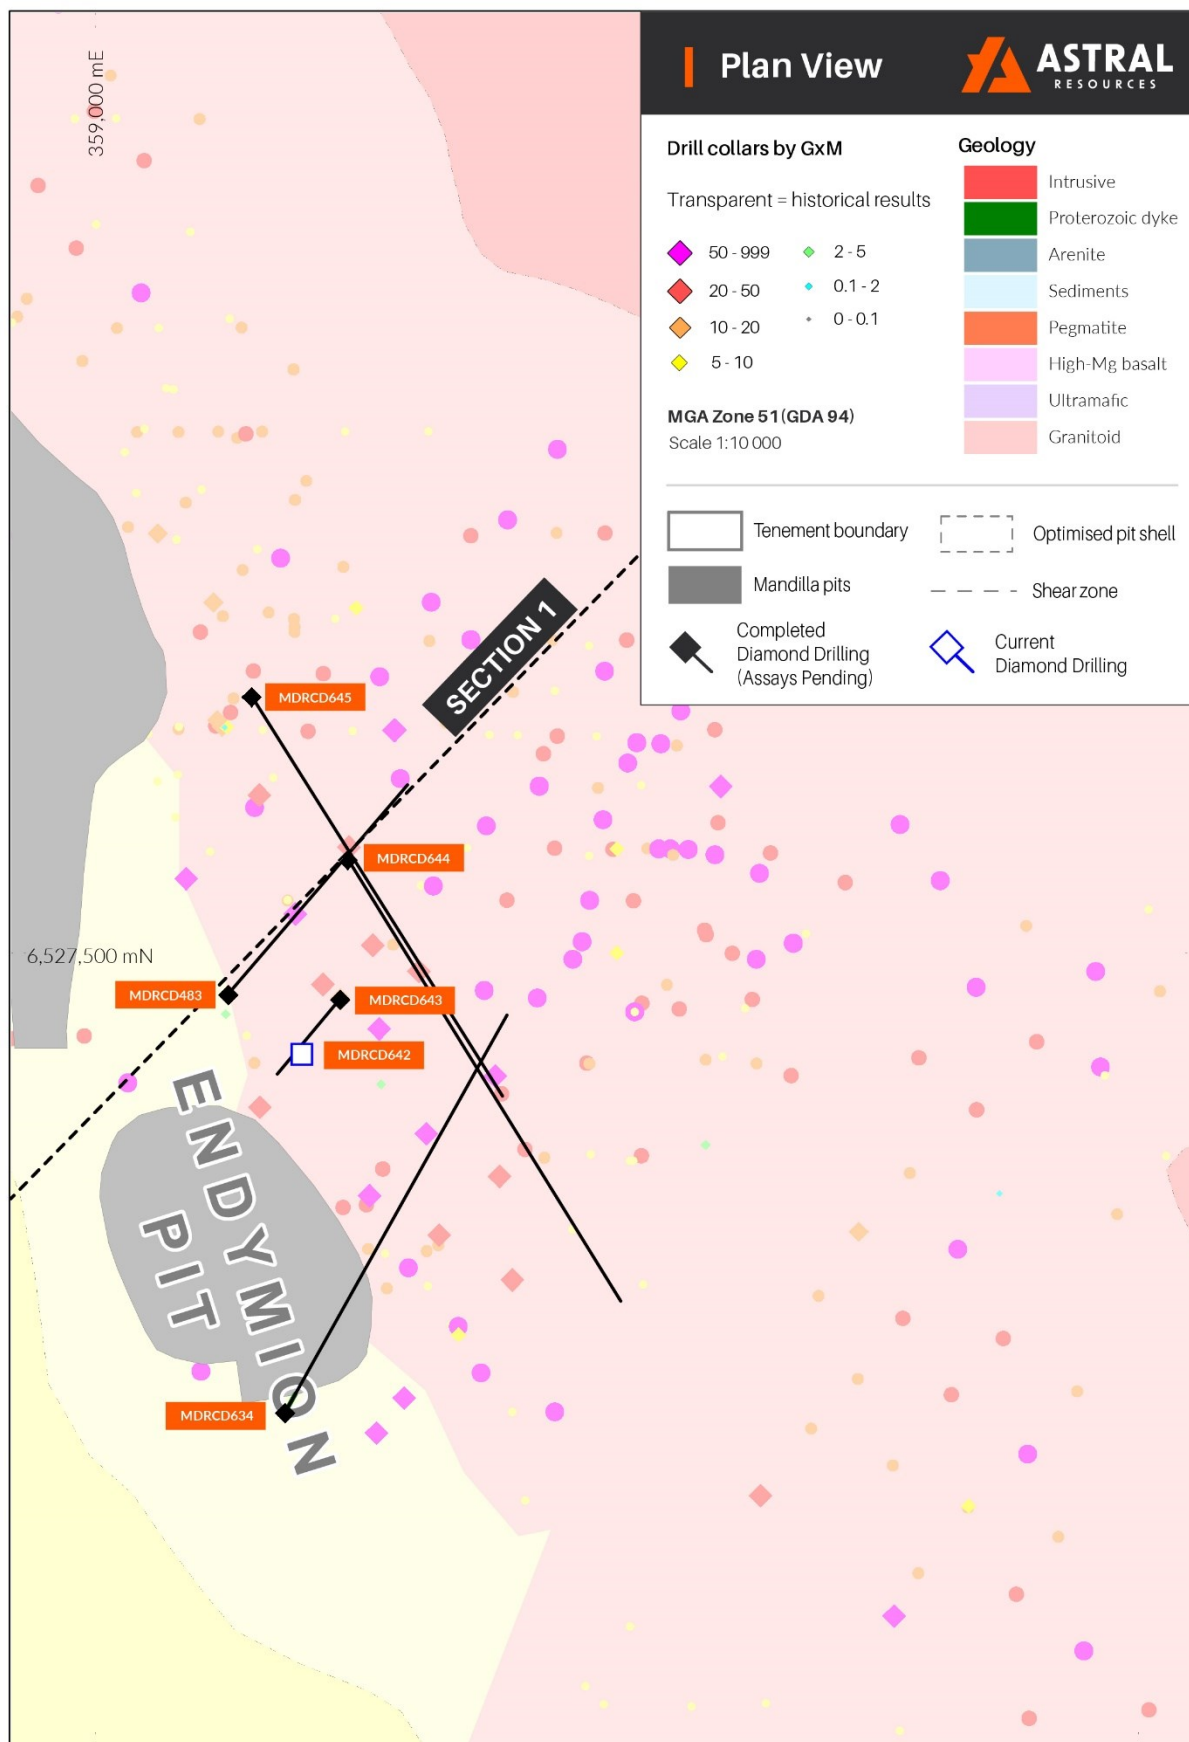 359,000 mE
Plan View
ASTRAL
RESOURCES
Drill collars by GxM
Transparent = historical results
50 - 999
20 - 50
10 - 20
5 - 10
2 - 5
0.1 - 2
0 - 0.1
MGA Zone 51 (GDA 94)
Scale 1:10 000
Geology
Intrusive
Proterozoic dyke
Arenite
Sediments
Pegmatite
High-Mg basalt
Ultramafic
Granitoid
Tenement boundary
Mandilla pits
Completed
Diamond Drilling
(Assays Pending)
Optimised pit shell
Shear zone
Current
Diamond Drilling
SECTION 1
MDRCD645
MDRCD644
6,527,500 mN
MDRCD483
MDRCD643
MDRCD642
ENDYMION
PIT
MDRCD634